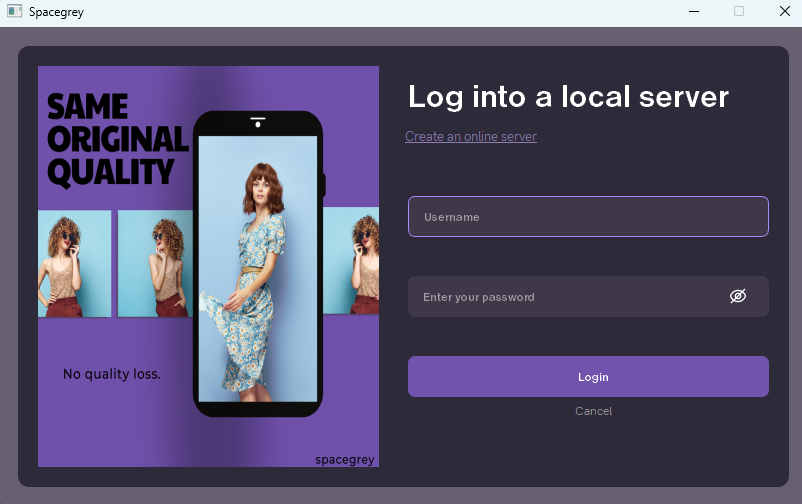 Spacegrey
SAME
ORIGINAL
QUALITY
No quality loss.
spacegrey
Log into a local server
Create an online server
Username
Enter your password
Login
Cancel